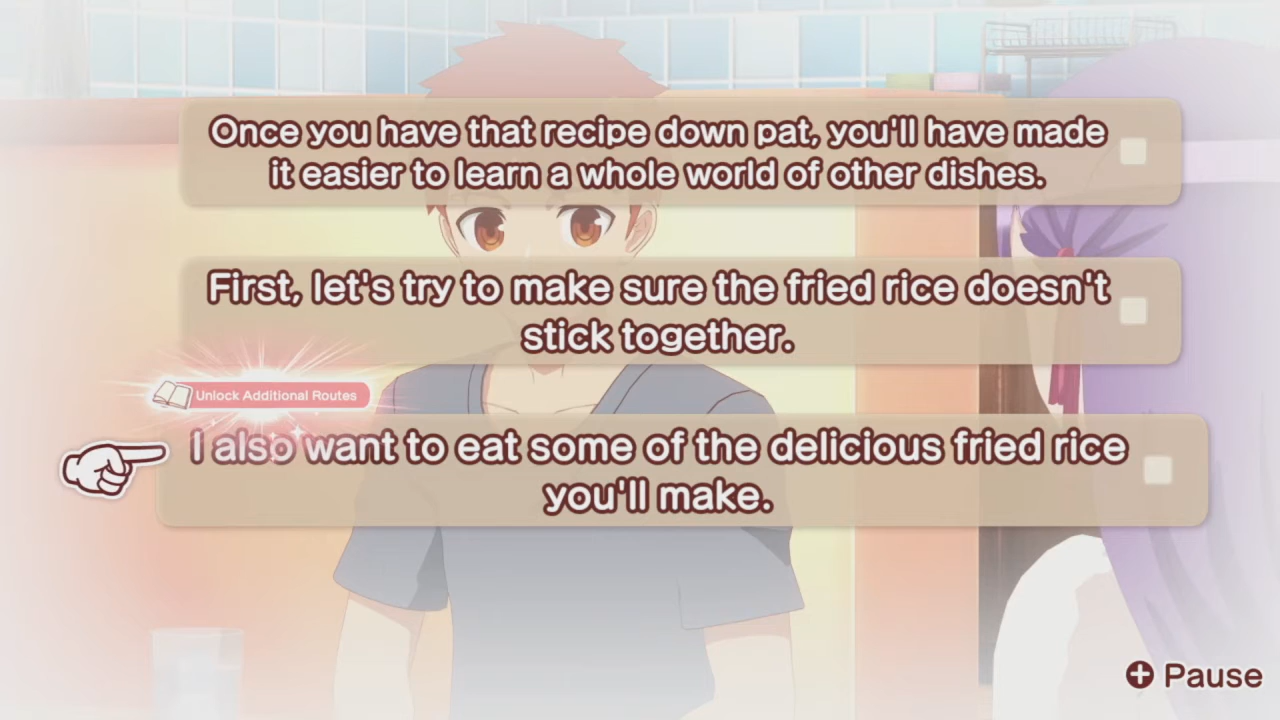 Once you have that recipe down pat, you'll have made
it easier to learn a whole world of other dishes.
First, let's try to make sure the fried rice doesn't
stick together.
Unlock Additional Routes
I also want to eat some of the delicious fried rice
you'll make.
Pause